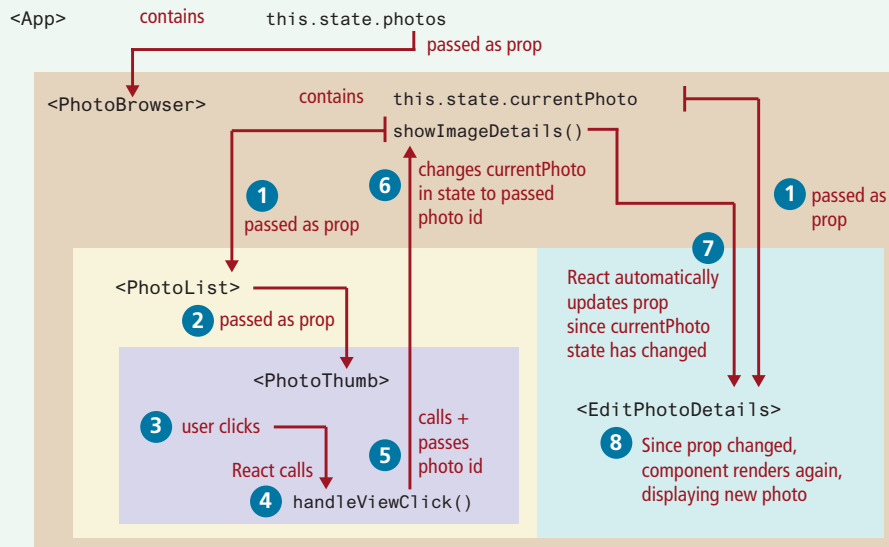 <App> contains this.state.photos
passed as prop
<PhotoBrowser>
contains this.state.currentPhoto
showImageDetails()
6 changes currentPhoto
in state to passed
photo id
1
passed as prop
1 passed as
prop
7
React automatically
updates prop
since currentPhoto
state has changed
<PhotoList>
2 passed as prop
<PhotoThumb>
3 user clicks
React calls
4 handleViewClick()
5 calls +
passes
photo id
<EditPhotoDetails>
8 Since prop changed,
component renders again,
displaying new photo